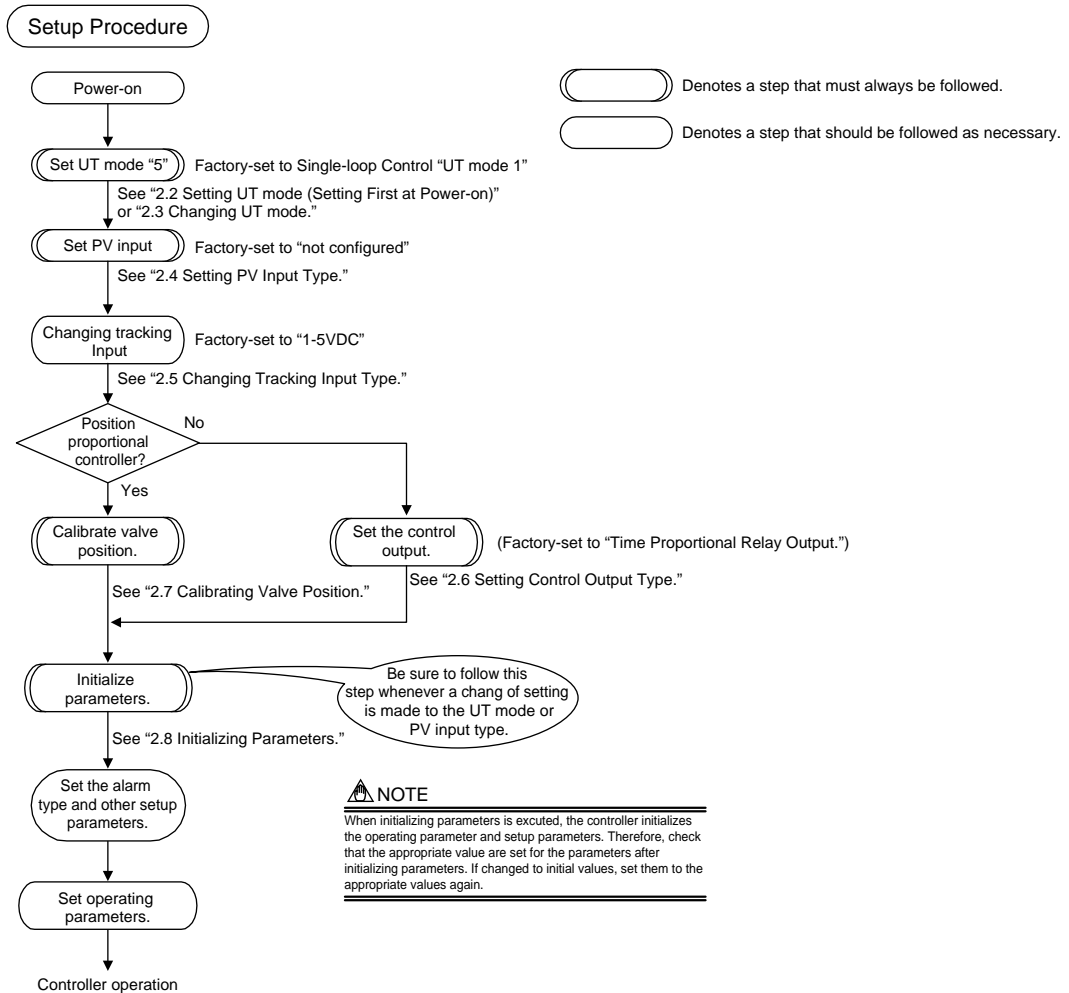 Setup Procedure
Power-on
Denotes a step that must always be followed.
Denotes a step that should be followed as necessary.
Set UT mode “5”
Factory-set to Single-loop Control “UT mode 1”
See “2.2 Setting UT mode (Setting First at Power-on)”
or “2.3 Changing UT mode.”
Set PV input
Factory-set to “not configured”
See “2.4 Setting PV Input Type.”
Changing tracking
Input
Factory-set to “1-5VDC”
See “2.5 Changing Tracking Input Type.”
Position
proportional
controller?
No
Yes
Calibrate valve
position.
Set the control
output.
(Factory-set to “Time Proportional Relay Output.”)
See “2.7 Calibrating Valve Position.”
See “2.6 Setting Control Output Type.”
Initialize
parameters.
Be sure to follow this
step whenever a chang of setting
is made to the UT mode or
PV input type.
See “2.8 Initializing Parameters.”
Set the alarm
type and other setup
parameters.
NOTE
When initializing parameters is excuted, the controller initializes
the operating parameter and setup parameters. Therefore, check
that the appropriate value are set for the parameters after
initializing parameters. If changed to initial values, set them to the
appropriate values again.
Set operating
parameters.
Controller operation